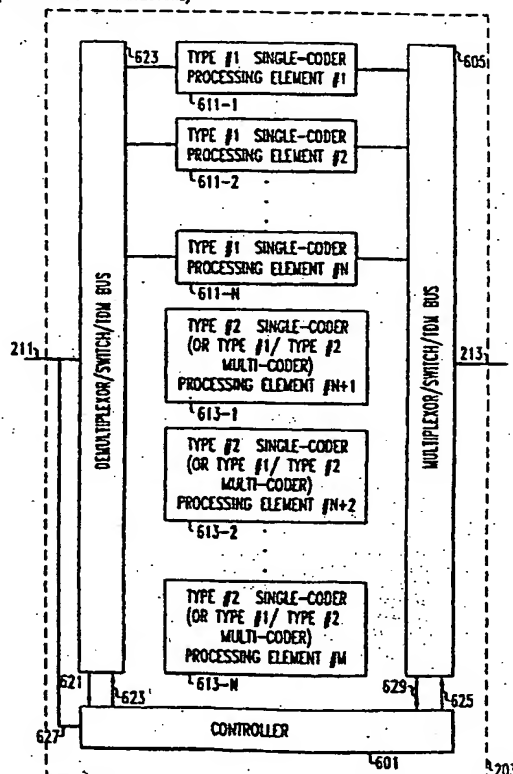 623
TYPE #1 SINGLE-CODER
PROCESSING ELEMENT #1
605
611-1
TYPE #1 SINGLE-CODER
PROCESSING ELEMENT #2
611-2
TYPE #1 SINGLE-CODER
PROCESSING ELEMENT #N
611-N
DEMULTIPLEXOR/SWITCH/TDM BUS
MULTIPLEXOR/SWITCH/TDM BUS
211
213
TYPE #2 SINGLE-CODER
(OR TYPE #1/ TYPE #2
MULTI-CODER)
PROCESSING ELEMENT #N+1
613-1
TYPE #2 SINGLE-CODER
(OR TYPE #1/ TYPE #2
MULTI-CODER)
PROCESSING ELEMENT #N+2
613-2
TYPE #2 SINGLE-CODER
(OR TYPE #1/ TYPE #2
MULTI-CODER)
PROCESSING ELEMENT #M
613-N
621
623'
629
625
627
CONTROLLER
601
203